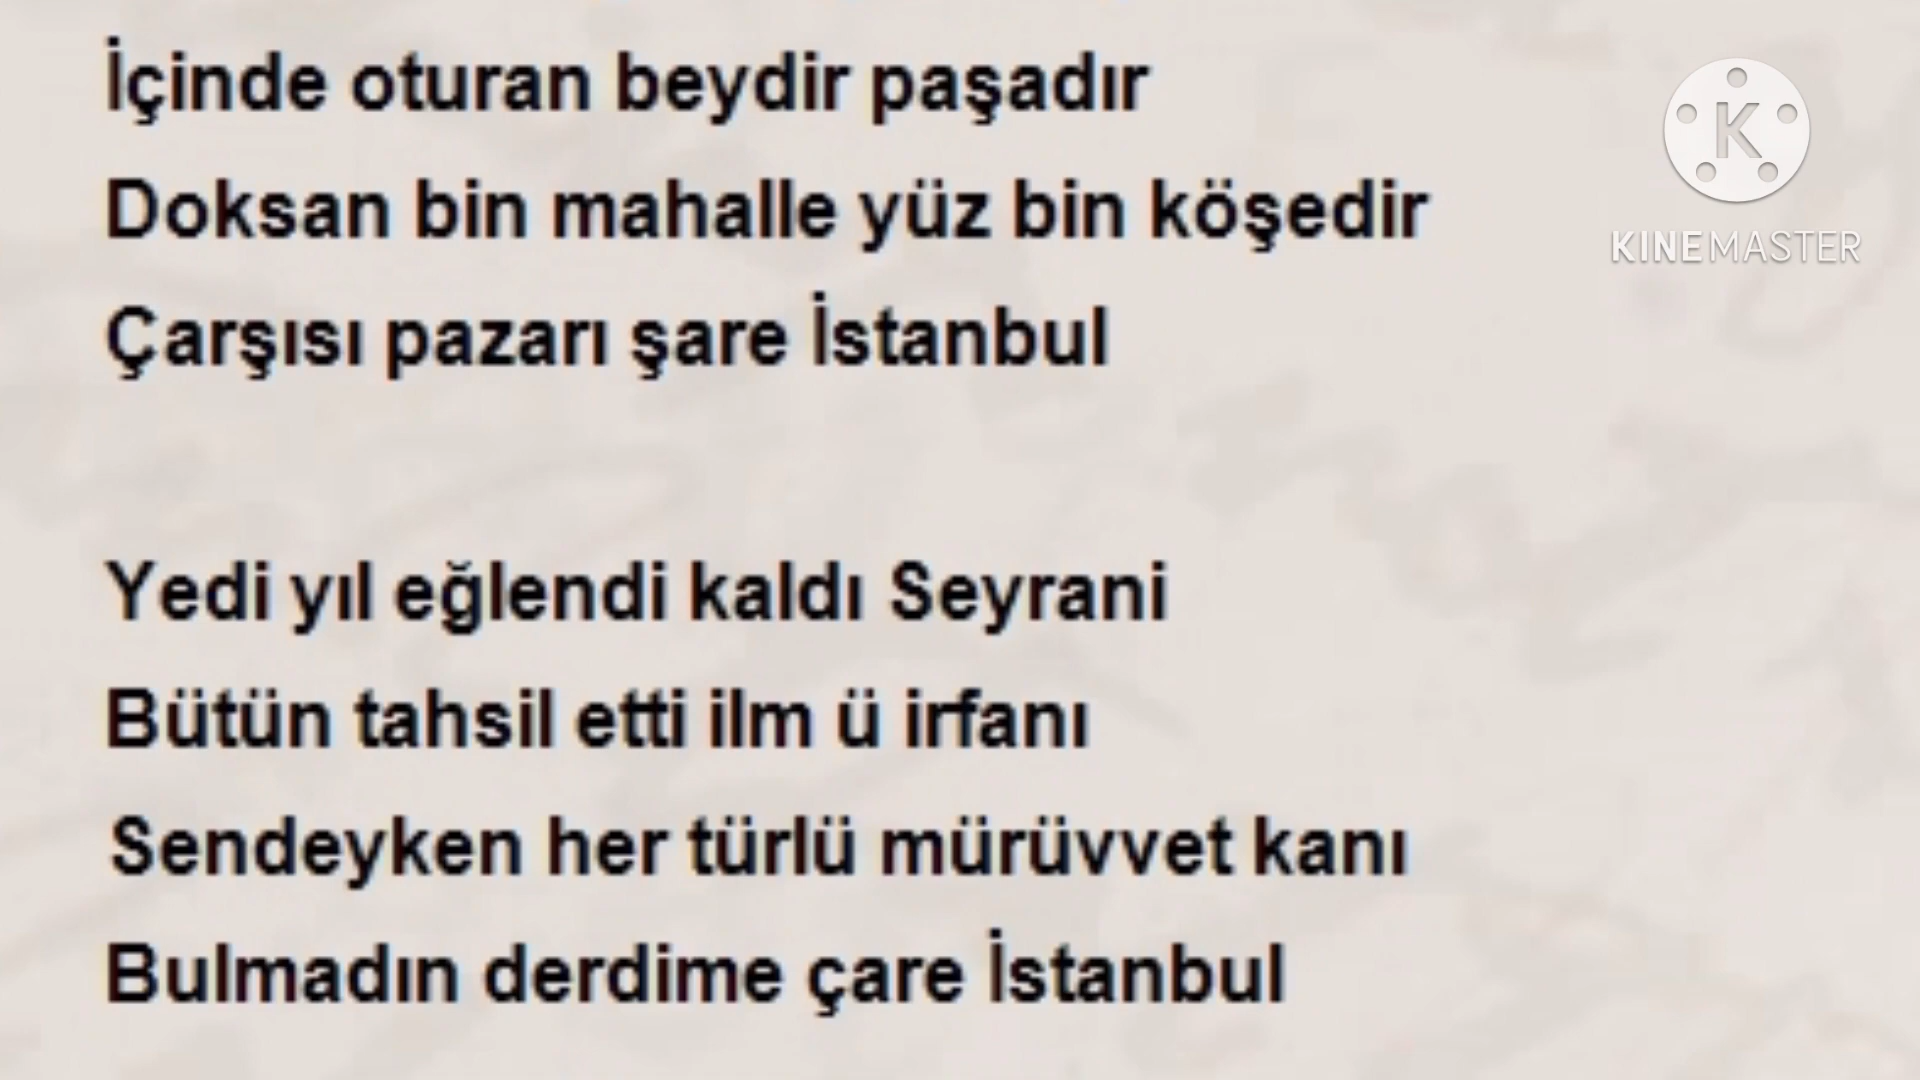 İçinde oturan beydir paşadır
Doksan bin mahalle yüz bin köşedir
Çarşısı pazarı şare İstanbul
Yedi yıl eğlendi kaldı Seyrani
Bütün tahsil etti ilm ü irfanı
Sendeyken her türlü mürüvvet kanı
Bulmadın derdime çare İstanbul
K
KINEMASTER